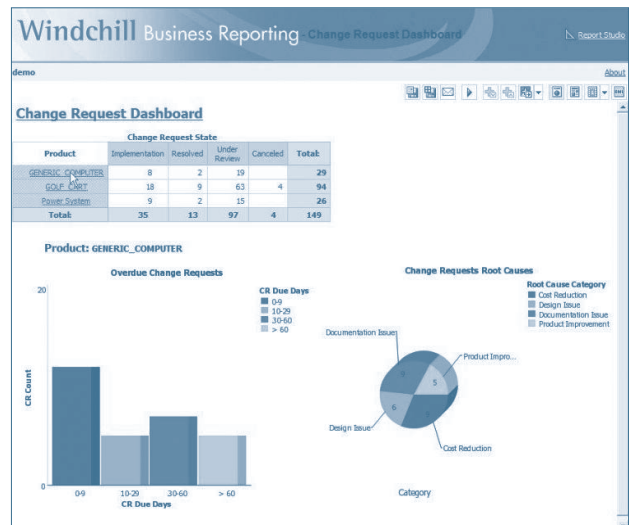 Windchill Business Reporting - Change Request Dashboard
Report Studio
demo
About
Change Request Dashboard
Change Request State
Product Implementation Resolved Under Review Canceled Total:
GENERIC_COMPUTER 8 2 19 29
GOLF_CART 18 9 63 4 94
Power System 9 2 15 26
Total: 35 13 97 4 149
Product: GENERIC_COMPUTER
Overdue Change Requests
CR Due Days
0-9
10-29
30-60
> 60
20
CR Count
0
0-9 10-29 30-60 > 60
CR Due Days
Change Requests Root Causes
Root Cause Category
Cost Reduction
Design Issue
Documentation Issue
Product Improvement
Documentation Issue
Product Impro...
9
5
6
Design Issue
Cost Reduction
Category